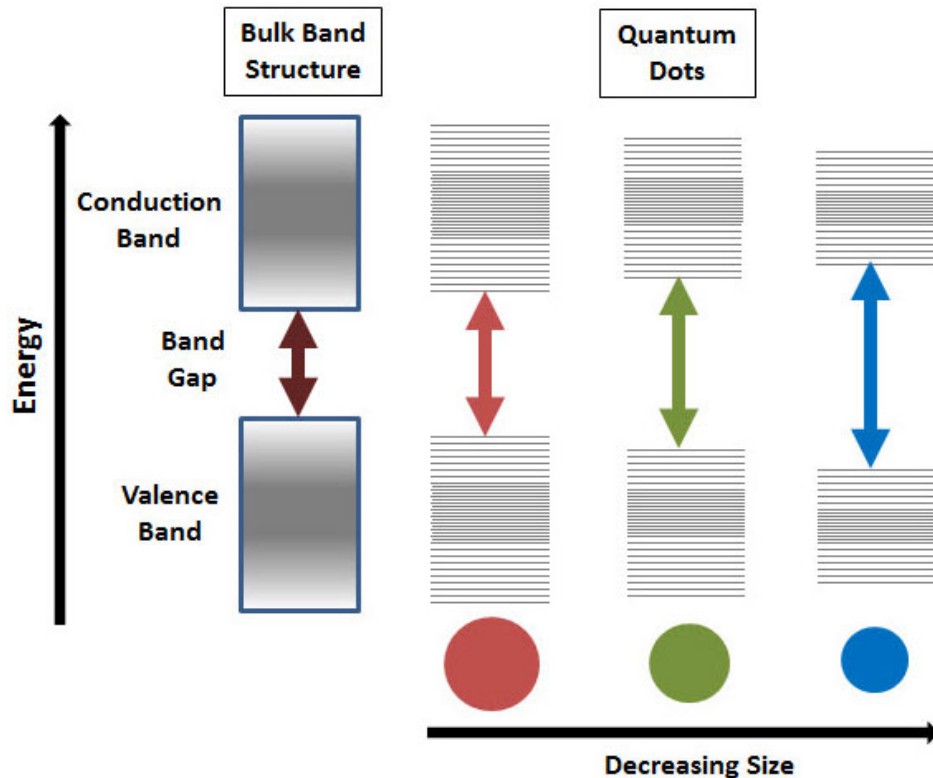 Bulk Band
Structure
Quantum
Dots
Conduction
Band
Band
Gap
Energy
Valence
Band
Decreasing Size